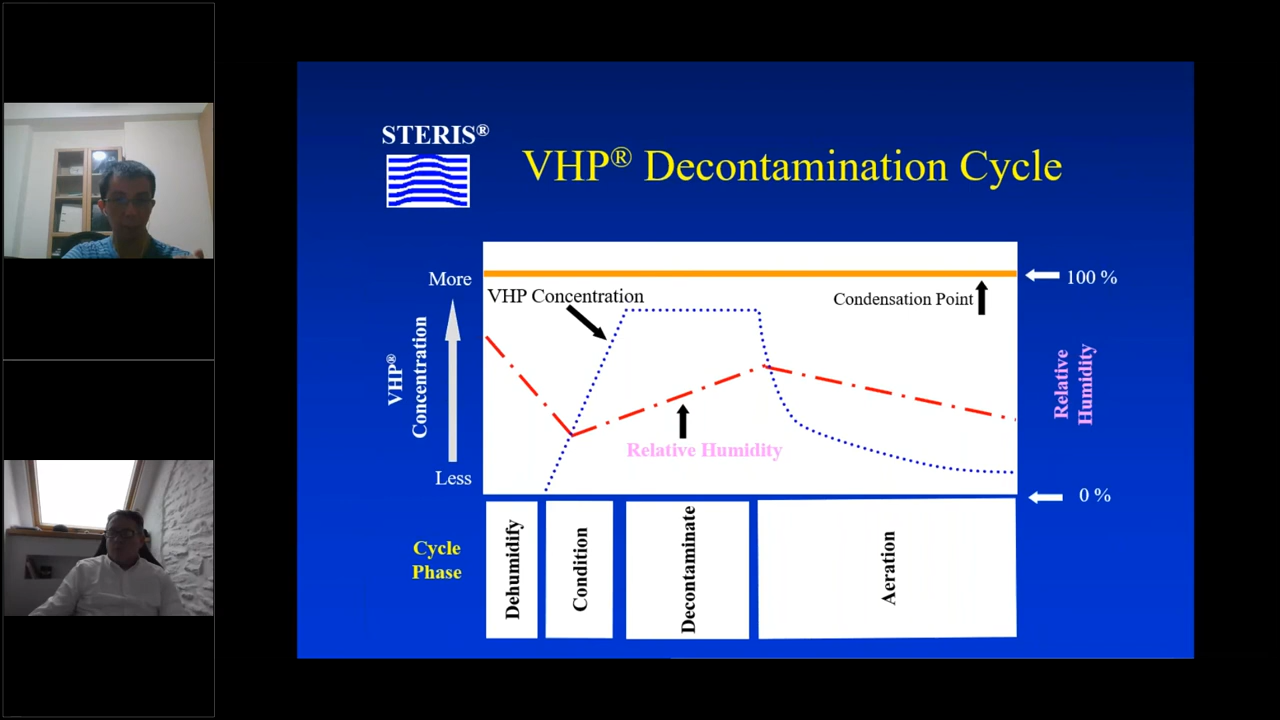 STERIS®
VHP® Decontamination Cycle
More
100 %
VHP Concentration
Condensation Point
VHP®
Concentration
Relative
Humidity
Relative Humidity
Less
0 %
Cycle
Phase
Dehumidify
Condition
Decontaminate
Aeration